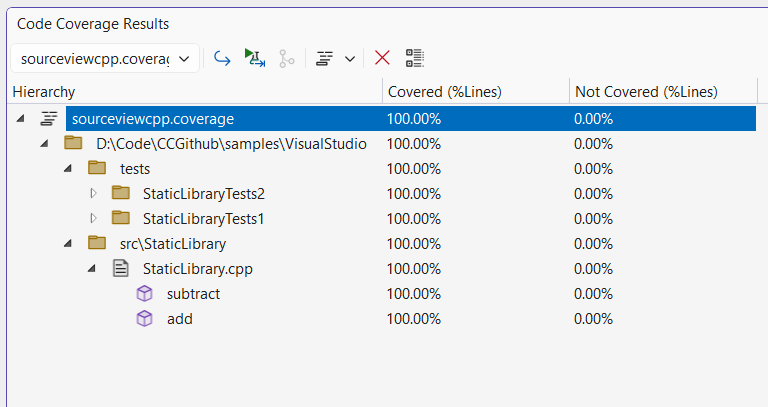 Code Coverage Results
sourceviewcpp.coverag
Hierarchy Covered (%Lines) Not Covered (%Lines)
sourceviewcpp.coverage 100.00% 0.00%
D:\Code\CCGithub\samples\VisualStudio 100.00% 0.00%
tests 100.00% 0.00%
StaticLibraryTests2 100.00% 0.00%
StaticLibraryTests1 100.00% 0.00%
src\StaticLibrary 100.00% 0.00%
StaticLibrary.cpp 100.00% 0.00%
subtract 100.00% 0.00%
add 100.00% 0.00%